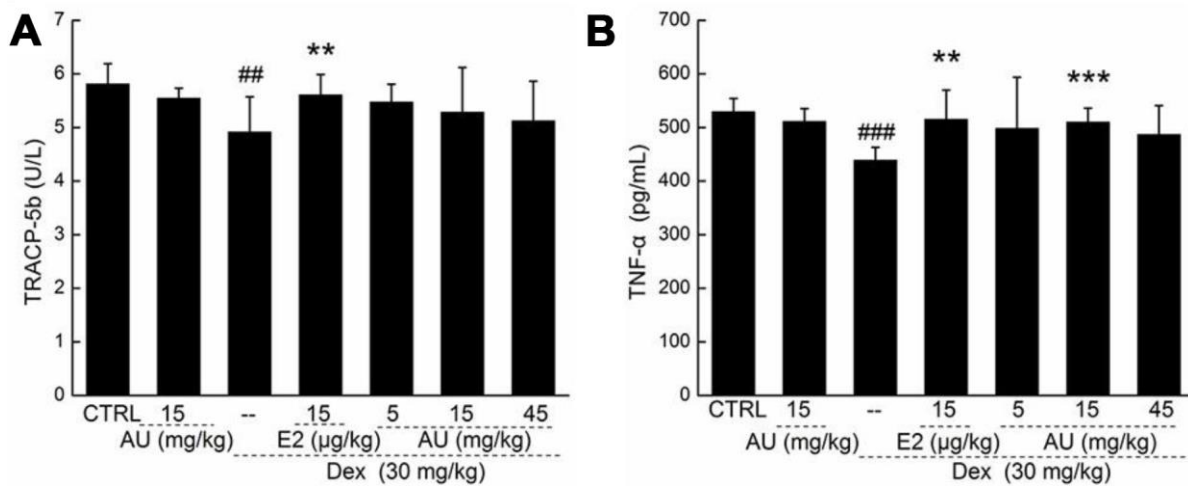 A
TRACP-5b (U/L)
7
6
5
4
3
2
1
0
##
**
CTRL 15 -- 15 5 15 45
AU (mg/kg) E2 (µg/kg) AU (mg/kg)
Dex (30 mg/kg)
B
TNF-α (pg/mL)
700
600
500
400
300
200
100
0
###
**
***
CTRL 15 -- 15 5 15 45
AU (mg/kg) E2 (µg/kg) AU (mg/kg)
Dex (30 mg/kg)